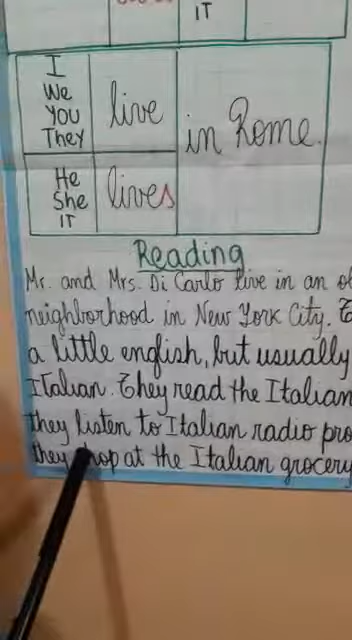 IT
I
We
You
They
live
in Rome.
He
She
IT
lives
Reading
Mr. and Mrs. Di Carlo live in an
neighborhood in New York City.
a little english, but usually
Italian. They read the Italian
they listen to Italian radio
they shop at the Italian grocery